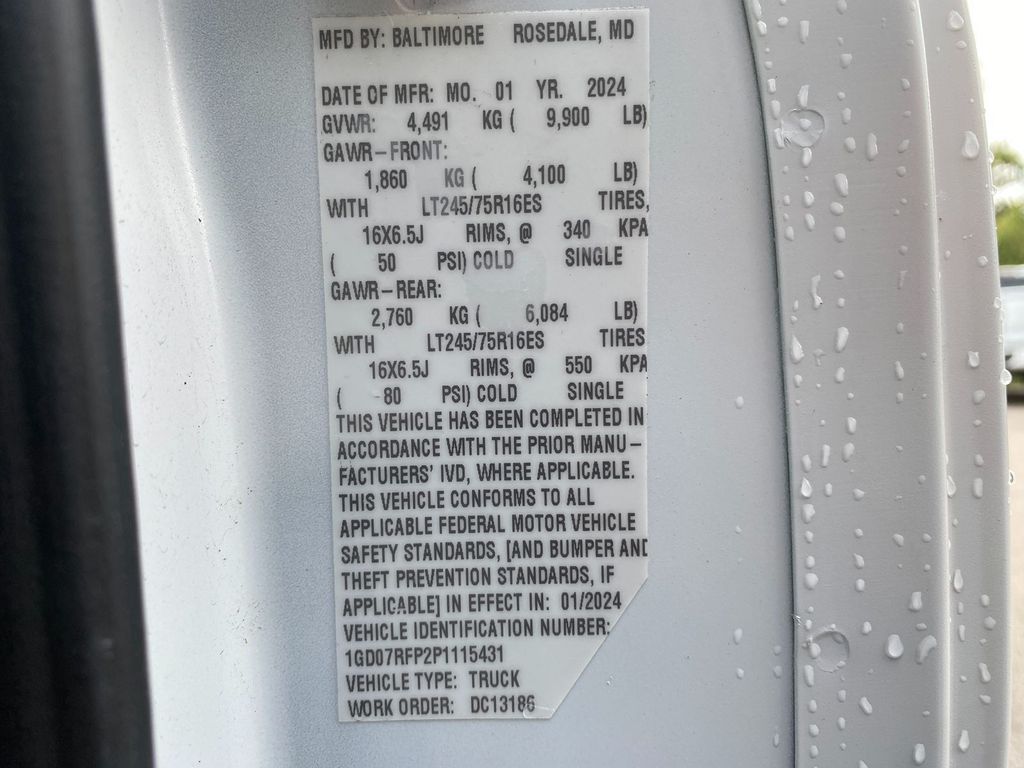 MFD BY: BALTIMORE ROSEDALE, MD
DATE OF MFR: MO. 01 YR. 2024
GVWR: 4,491 KG ( 9,900 LB)
GAWR-FRONT:
1,860 KG ( 4,100 LB)
WITH LT245/75R16ES TIRES,
16X6.5J RIMS, @ 340 KPA
( 50 PSI) COLD SINGLE
GAWR-REAR:
2,760 KG ( 6,084 LB)
WITH LT245/75R16ES TIRES
16X6.5J RIMS, @ 550 KPA
( 80 PSI) COLD SINGLE
THIS VEHICLE HAS BEEN COMPLETED IN
ACCORDANCE WITH THE PRIOR MANU-
FACTURERS' IVD, WHERE APPLICABLE.
THIS VEHICLE CONFORMS TO ALL
APPLICABLE FEDERAL MOTOR VEHICLE
SAFETY STANDARDS, [AND BUMPER AND
THEFT PREVENTION STANDARDS, IF
APPLICABLE] IN EFFECT IN: 01/2024
VEHICLE IDENTIFICATION NUMBER:
1GD07RFP2P1115431
VEHICLE TYPE: TRUCK
WORK ORDER: DC13186